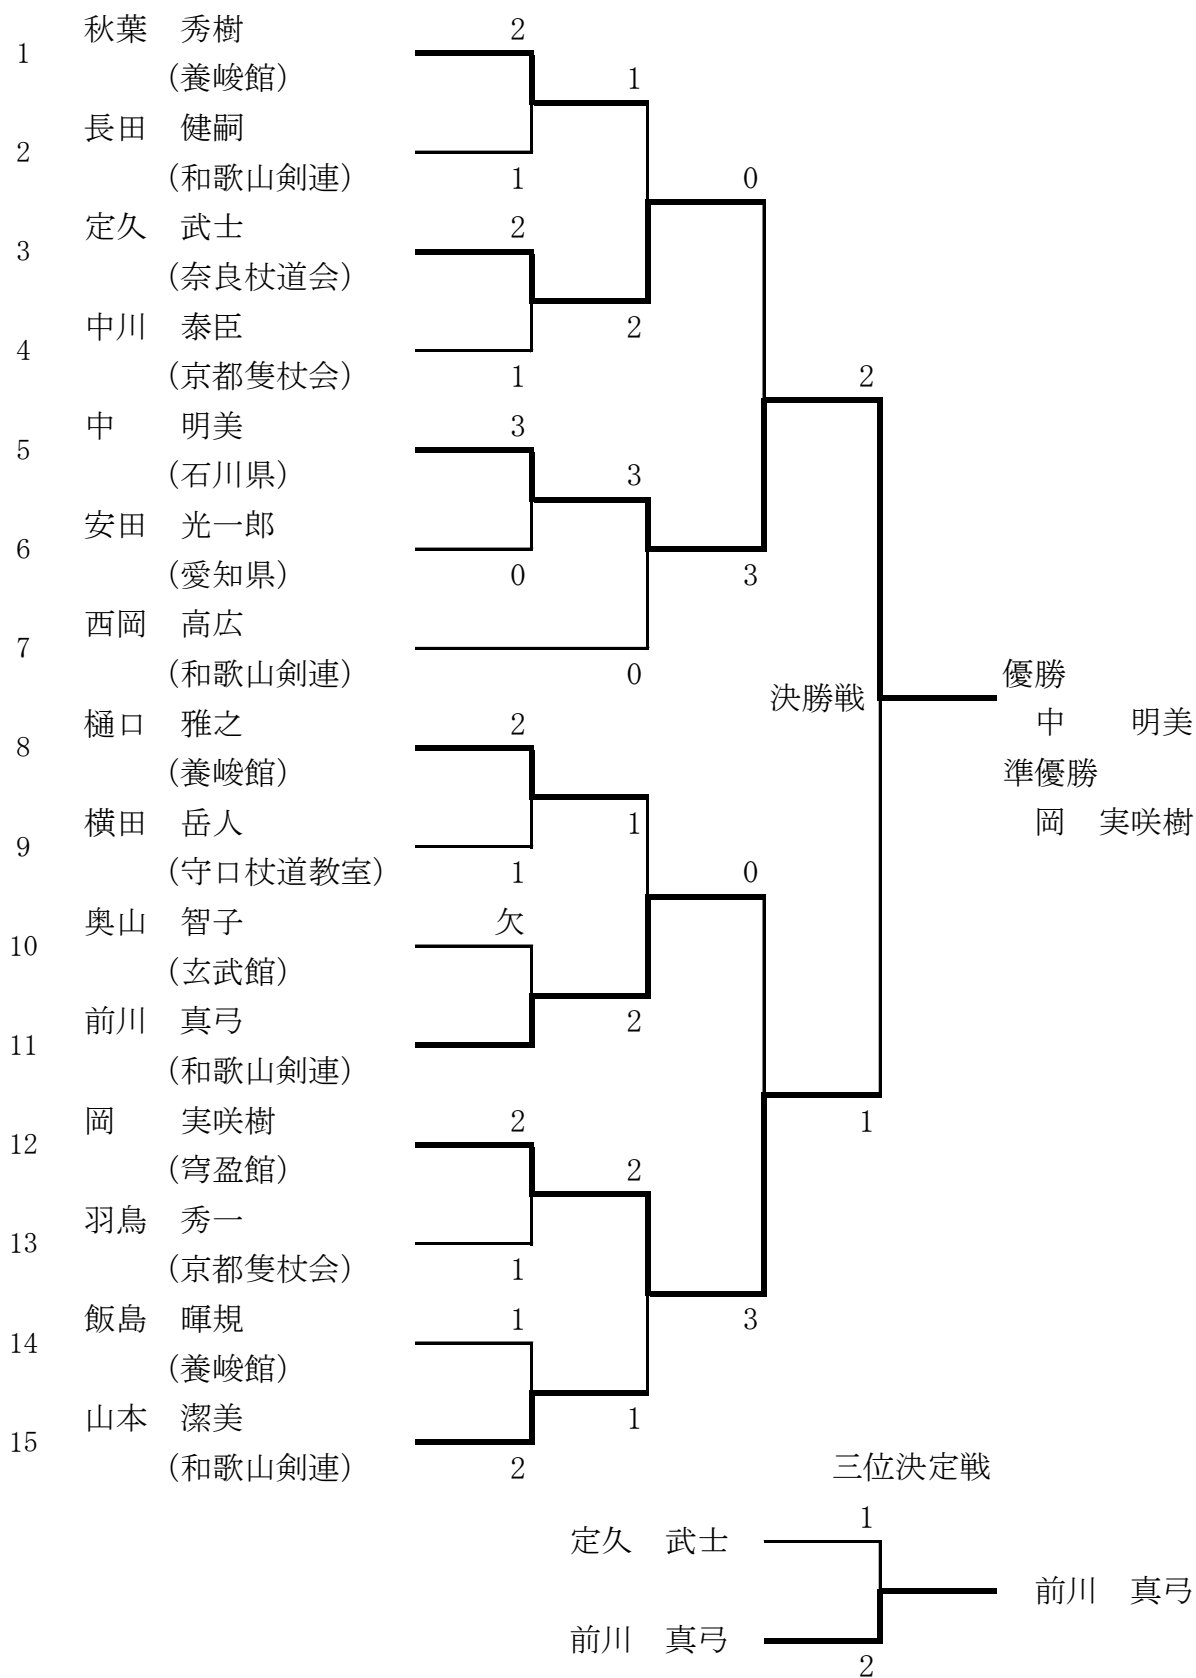 秋葉　秀樹　2
1
(養峻館)　1
長田　健嗣
2
(和歌山剣連)　1　0
定久　武士　2
3
(奈良杖道会)
中川　泰臣　2
4
(京都隻杖会)　1　2
中　　明美　3
5
(石川県)　3
安田　光一郎
6
(愛知県)　0　3
西岡　高広
7
(和歌山剣連)　0　優勝
決勝戦
樋口　雅之　2　中　　明美
8
(養峻館)　準優勝
横田　岳人　1　岡　実咲樹
9
(守口杖道教室)　1　0
奥山　智子　欠
10
(玄武館)
前川　真弓　2
11
(和歌山剣連)
岡　　実咲樹　2　1
12
(穹盈館)　2
羽鳥　秀一
13
(京都隻杖会)　1
飯島　暉規　1　3
14
(養峻館)
山本　潔美　1
15
(和歌山剣連)　2　三位決定戦
1
定久　武士
前川　真弓
前川　真弓
2